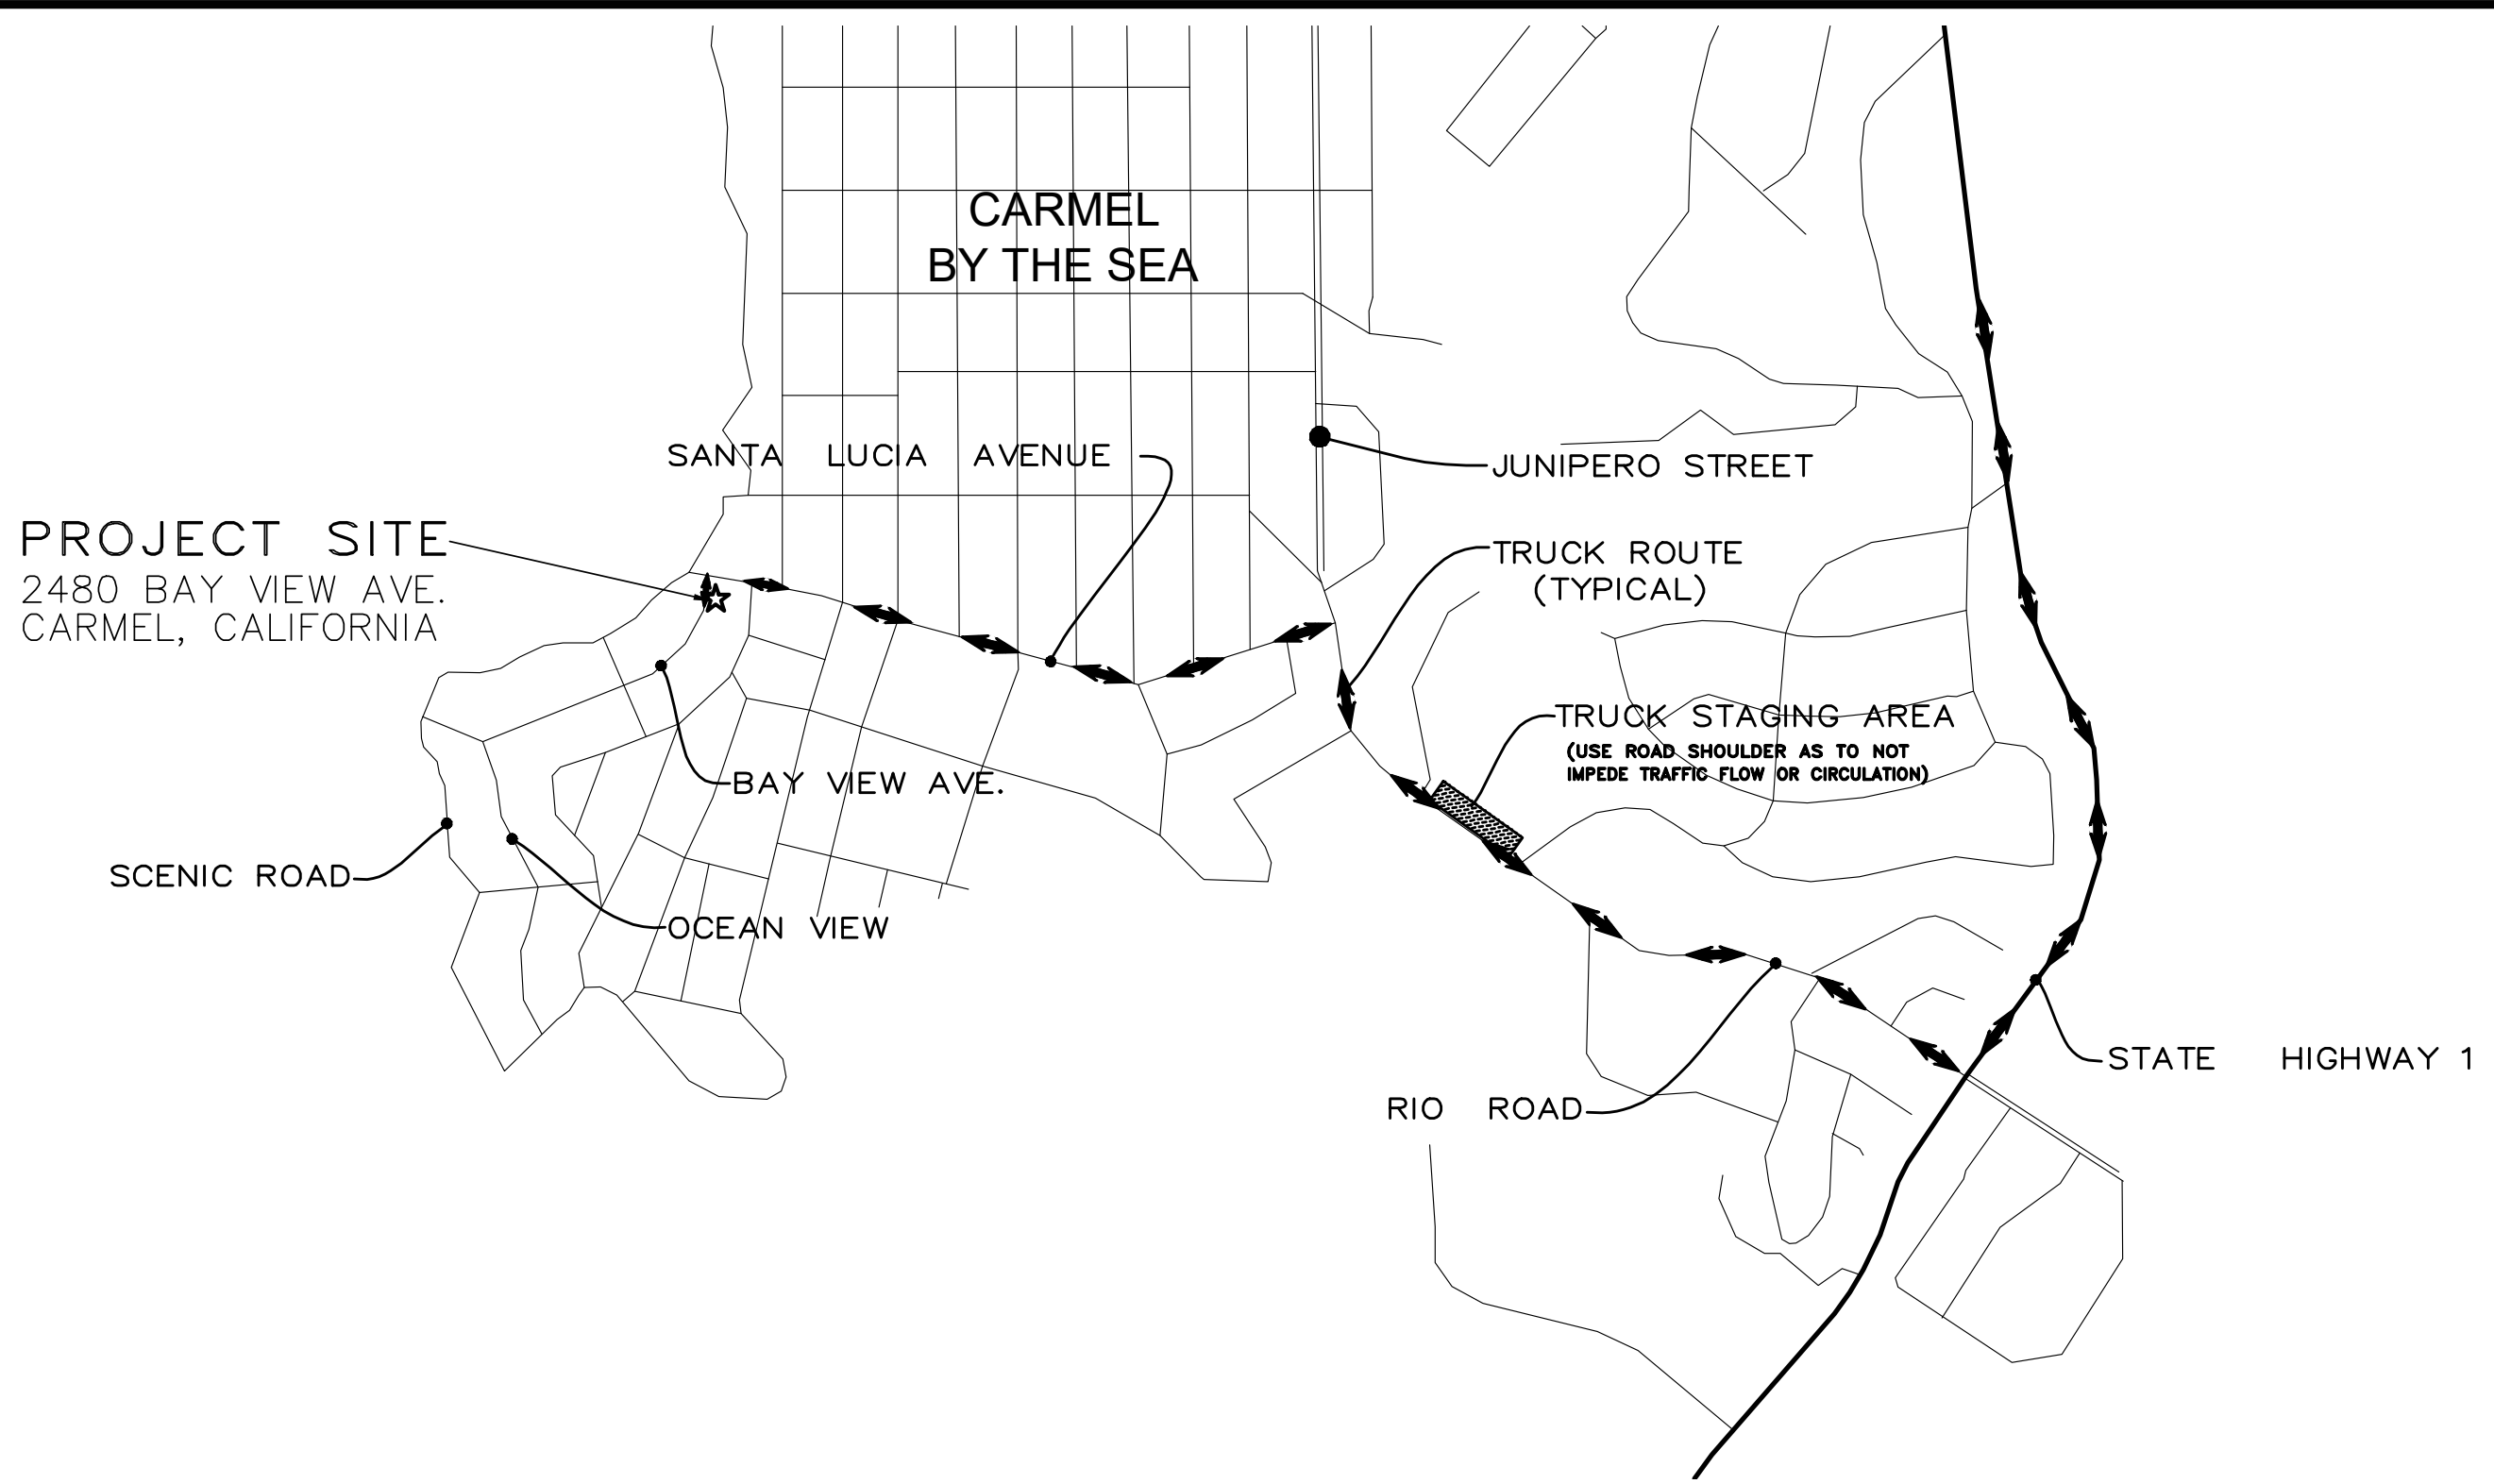 CARMEL
BY THE SEA
SANTA LUCIA AVENUE
JUNIPERO STREET
PROJECT SITE
2480 BAY VIEW AVE.
CARMEL, CALIFORNIA
TRUCK ROUTE
(TYPICAL)
TRUCK STAGING AREA
(USE ROAD SHOULDER AS TO NOT
IMPEDE TRAFFIC FLOW OR CIRCULATION)
BAY VIEW AVE.
SCENIC ROAD
OCEAN VIEW
STATE HIGHWAY 1
RIO ROAD